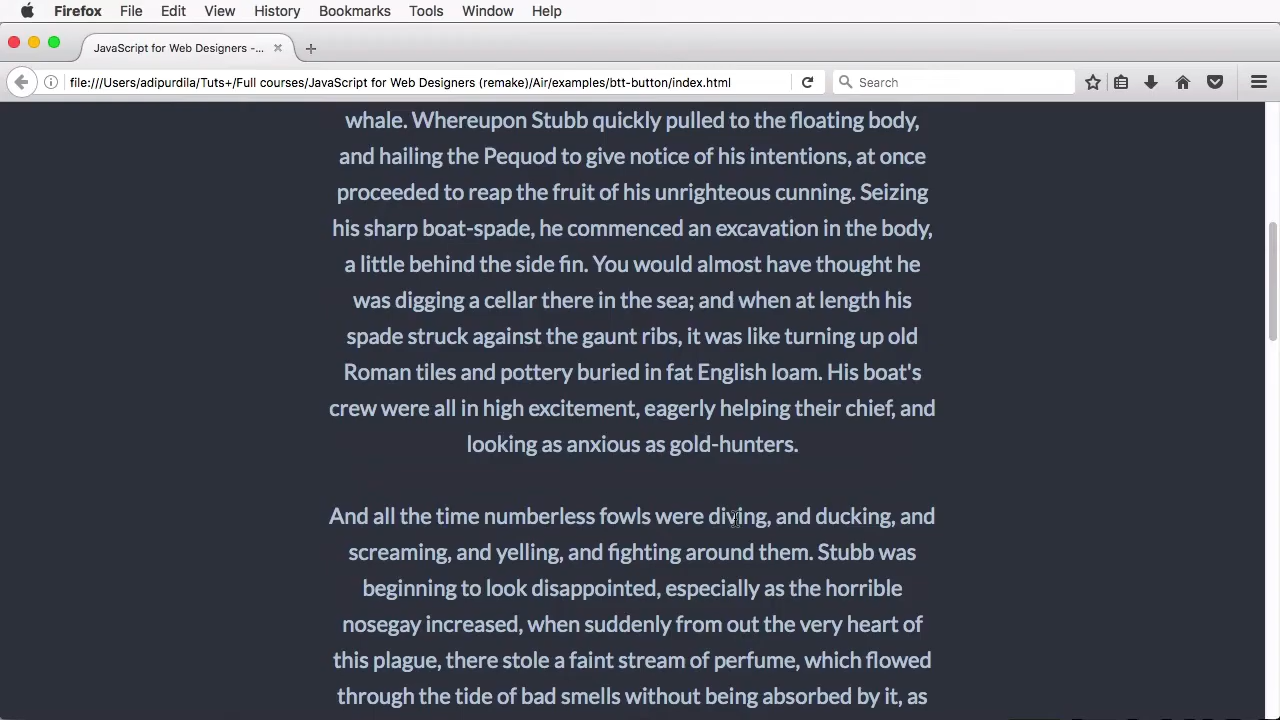 Firefox File Edit View History Bookmarks Tools Window Help
JavaScript for Web Designers -...
file:///Users/adipurdila/Tuts+/Full courses/JavaScript for Web Designers (remake)/Air/examples/btt-button/index.html
Search
whale. Whereupon Stubb quickly pulled to the floating body,
and hailing the Pequod to give notice of his intentions, at once
proceeded to reap the fruit of his unrighteous cunning. Seizing
his sharp boat-spade, he commenced an excavation in the body,
a little behind the side fin. You would almost have thought he
was digging a cellar there in the sea; and when at length his
spade struck against the gaunt ribs, it was like turning up old
Roman tiles and pottery buried in fat English loam. His boat's
crew were all in high excitement, eagerly helping their chief, and
looking as anxious as gold-hunters.
And all the time numberless fowls were diving, and ducking, and
screaming, and yelling, and fighting around them. Stubb was
beginning to look disappointed, especially as the horrible
nosegay increased, when suddenly from out the very heart of
this plague, there stole a faint stream of perfume, which flowed
through the tide of bad smells without being absorbed by it, as